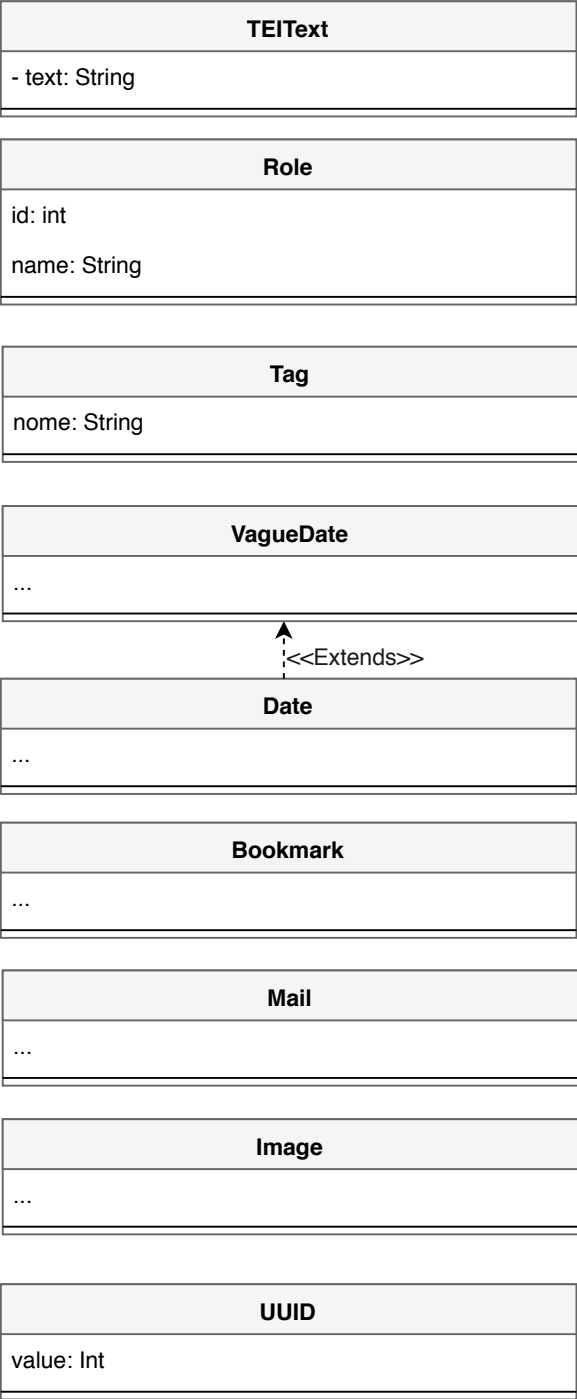 TEIText
- text: String
Role
id: int
name: String
Tag
nome: String
VagueDate
...
<<Extends>>
Date
...
Bookmark
...
Mail
...
Image
...
UUID
value: Int